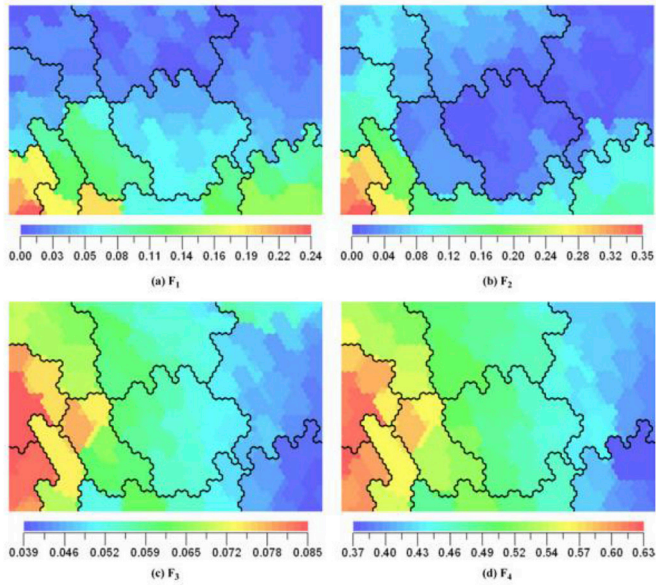 0.00 0.03 0.05 0.08 0.11 0.14 0.16 0.19 0.22 0.24
(a) F1
0.00 0.04 0.08 0.12 0.16 0.20 0.24 0.28 0.31 0.35
(b) F2
0.039 0.046 0.052 0.059 0.065 0.072 0.078 0.085
(c) F3
0.37 0.40 0.43 0.46 0.49 0.52 0.54 0.57 0.60 0.63
(d) F4